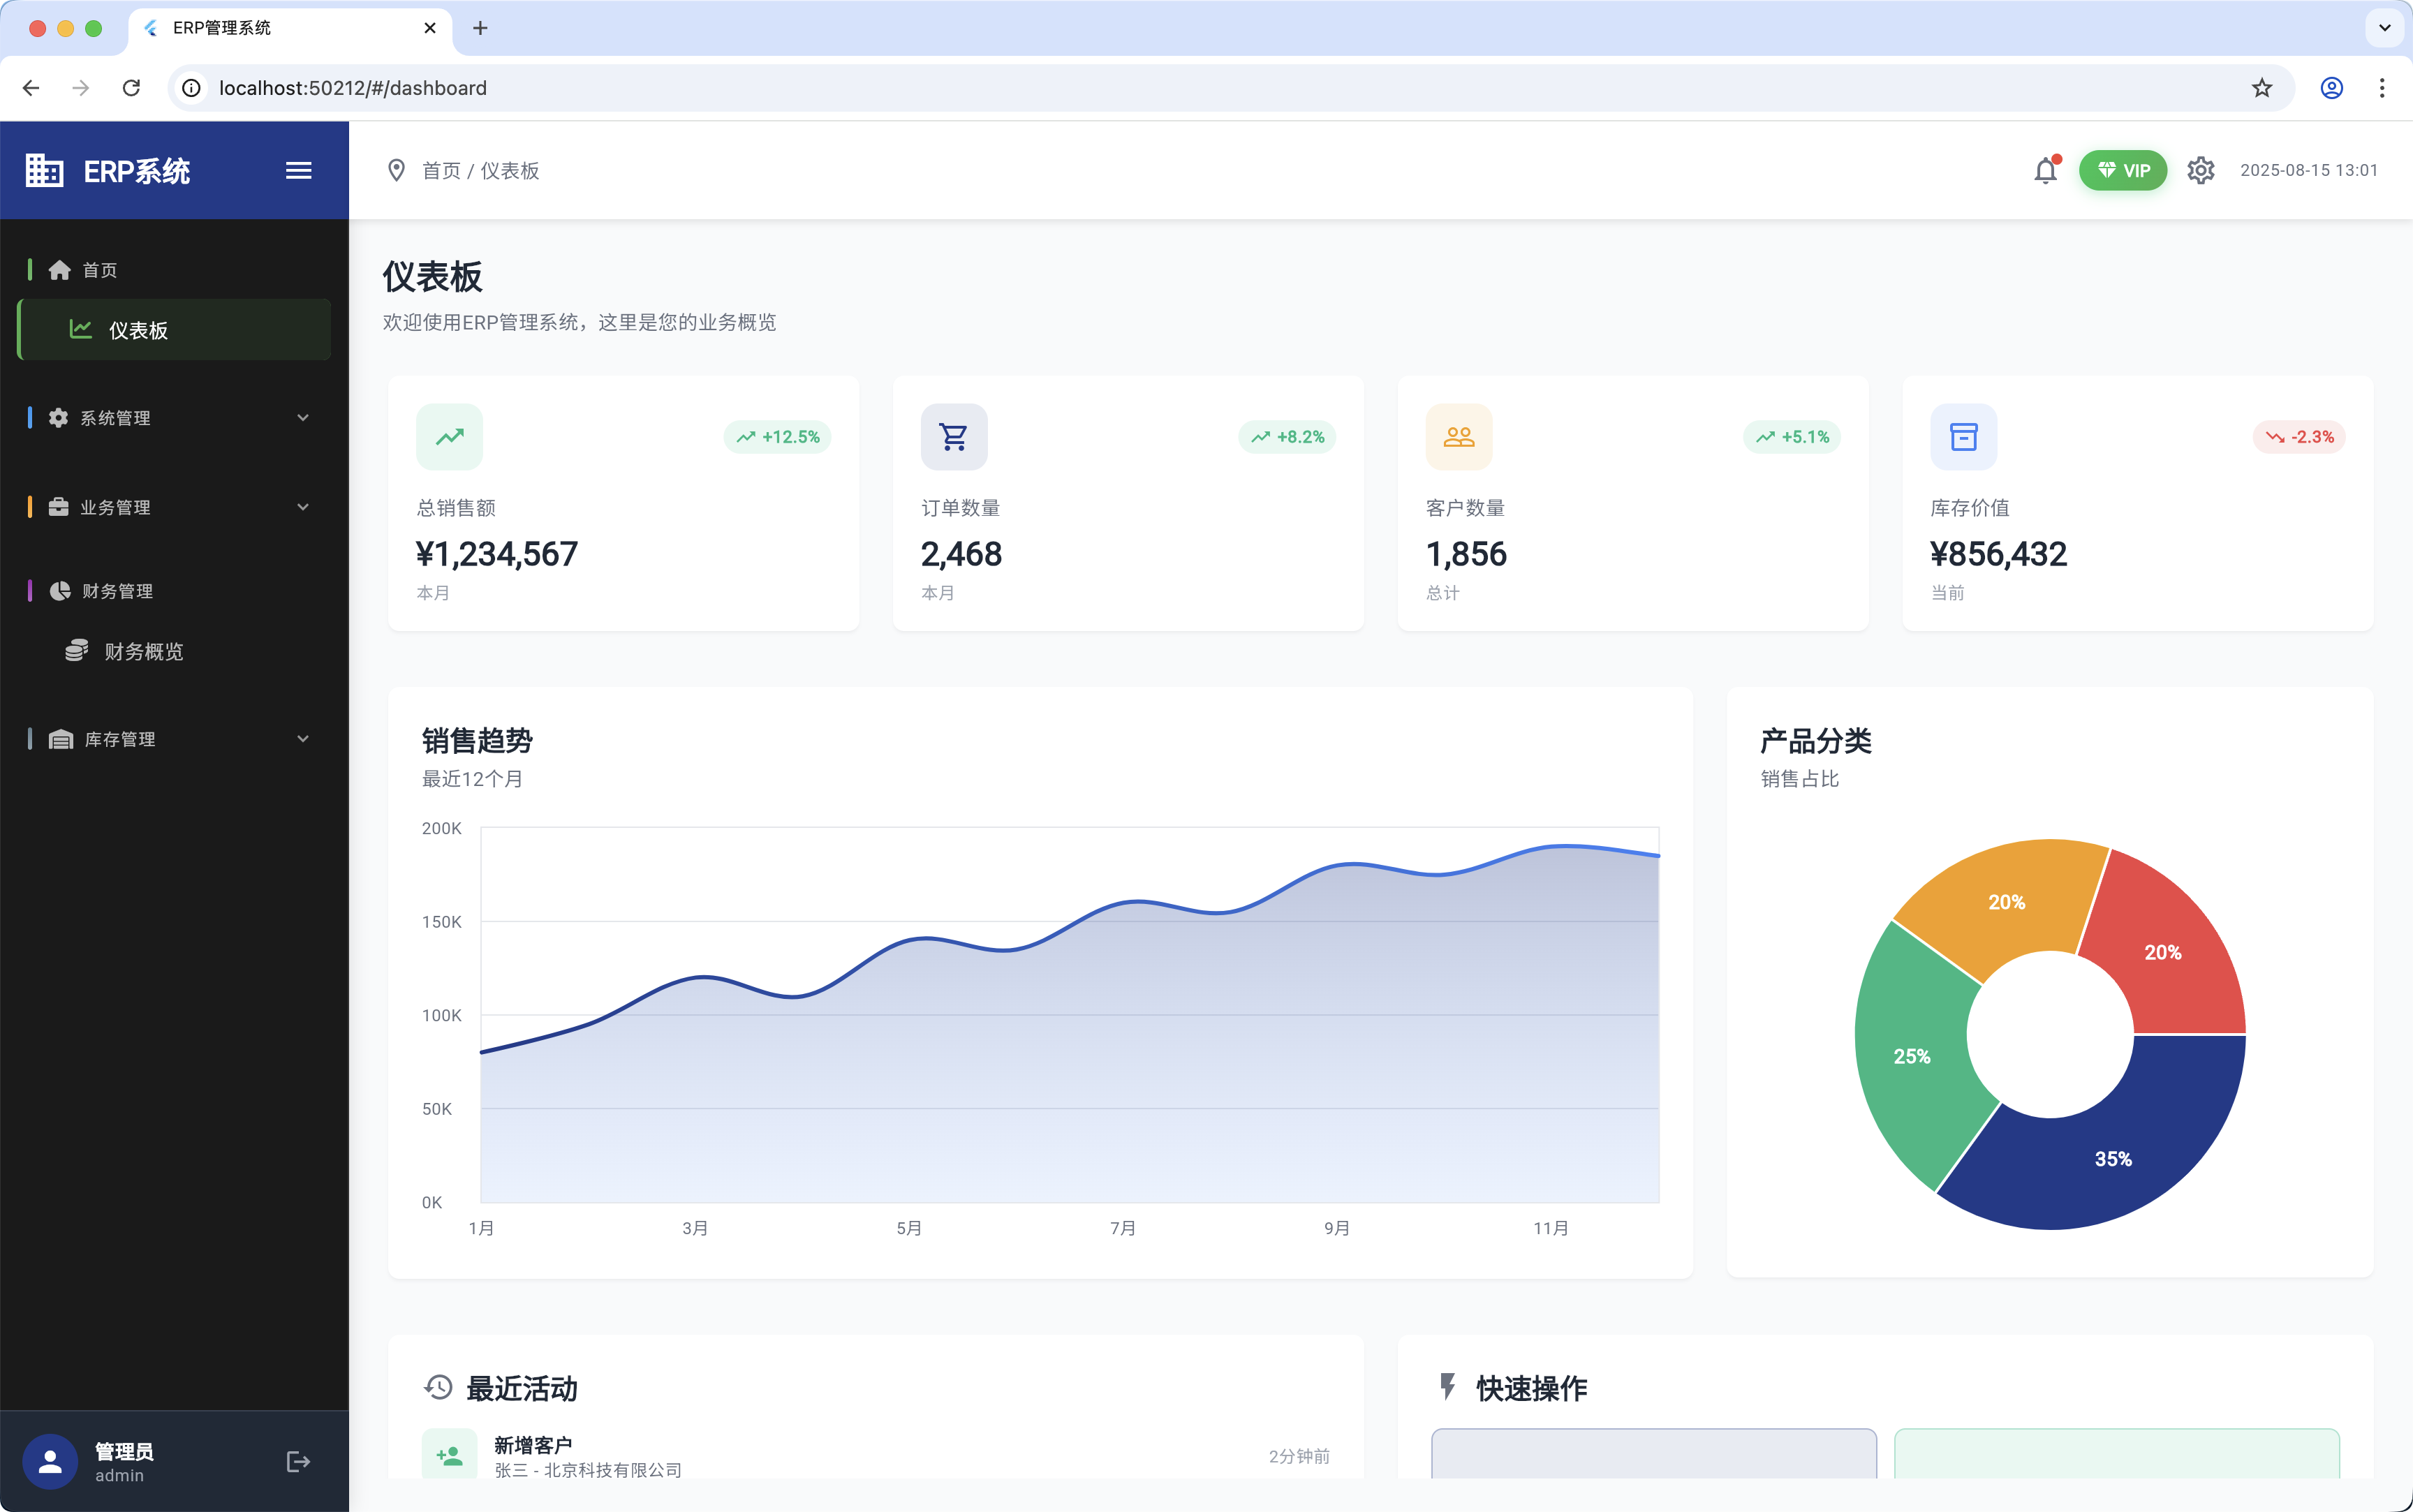 ERP管理系统
localhost:50212/#/dashboard
ERP系统
首页 / 仪表板
VIP
2025-08-15 13:01
首页
仪表板
系统管理
业务管理
财务管理
财务概览
库存管理
管理员
admin
仪表板
欢迎使用ERP管理系统，这里是您的业务概览
+12.5%
总销售额
¥1,234,567
本月
+8.2%
订单数量
2,468
本月
+5.1%
客户数量
1,856
总计
-2.3%
库存价值
¥856,432
当前
销售趋势
最近12个月
200K
150K
100K
50K
0K
1月
3月
5月
7月
9月
11月
产品分类
销售占比
20%
20%
25%
35%
最近活动
新增客户
张三 - 北京科技有限公司
2分钟前
快速操作